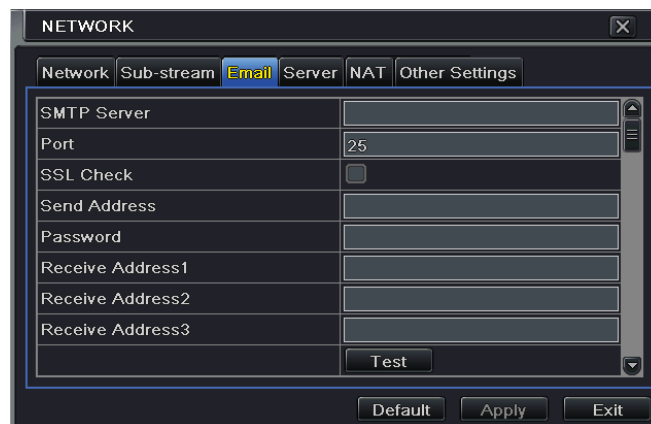 NETWORK
Network Sub-stream Email Server NAT Other Settings
SMTP Server
Port 25
SSL Check
Send Address
Password
Receive Address1
Receive Address2
Receive Address3
Test
Default Apply Exit